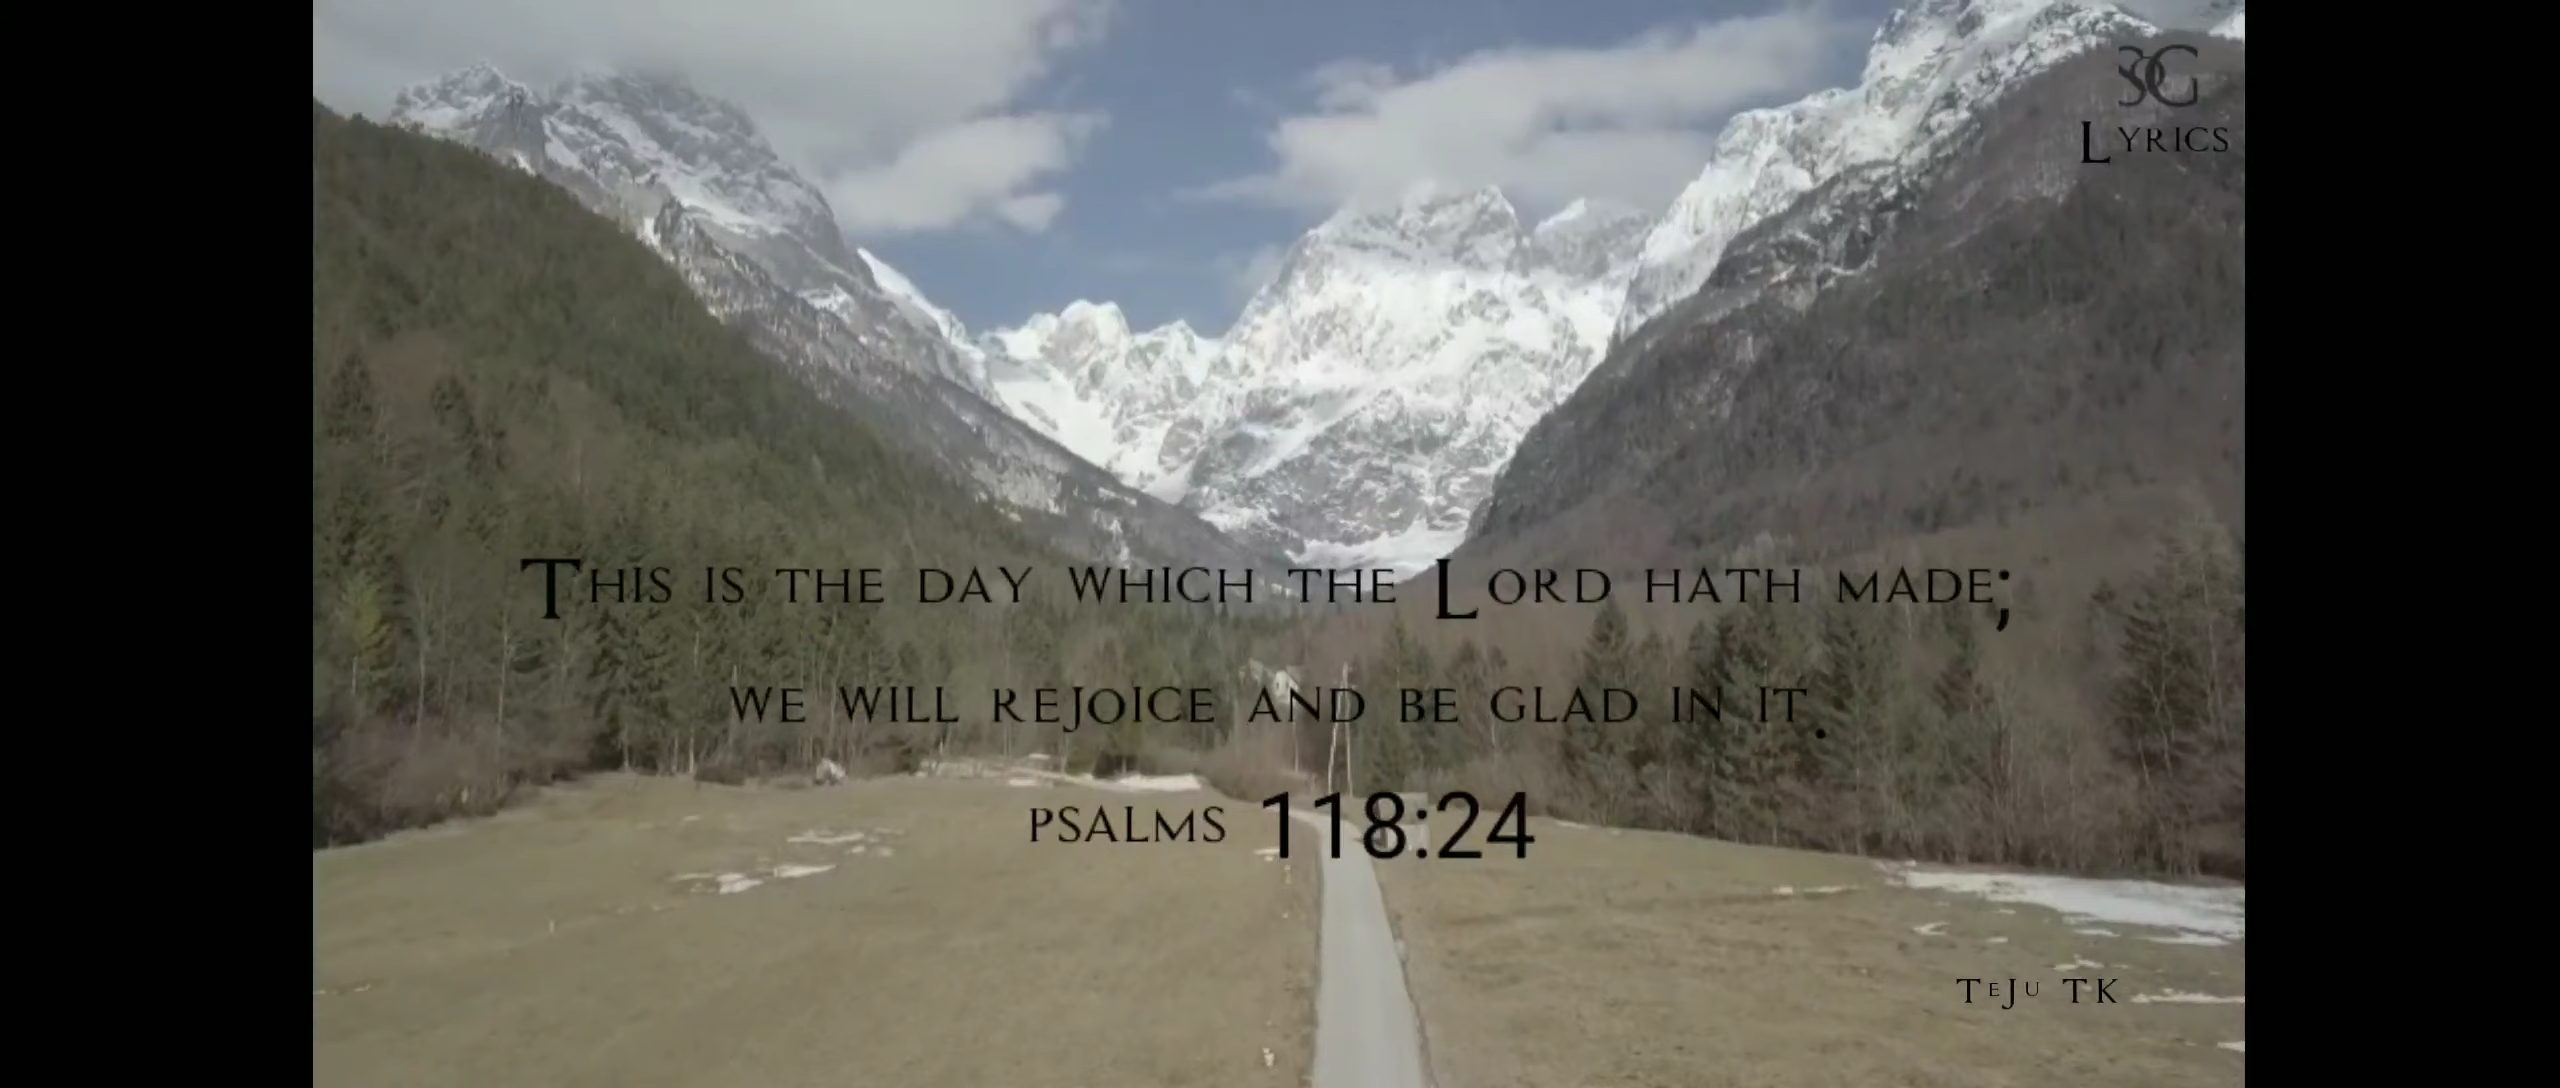 3G
Lyrics
This is the day which the Lord hath made;
we will rejoice and be glad in it.
psalms 118:24
TeJu TK